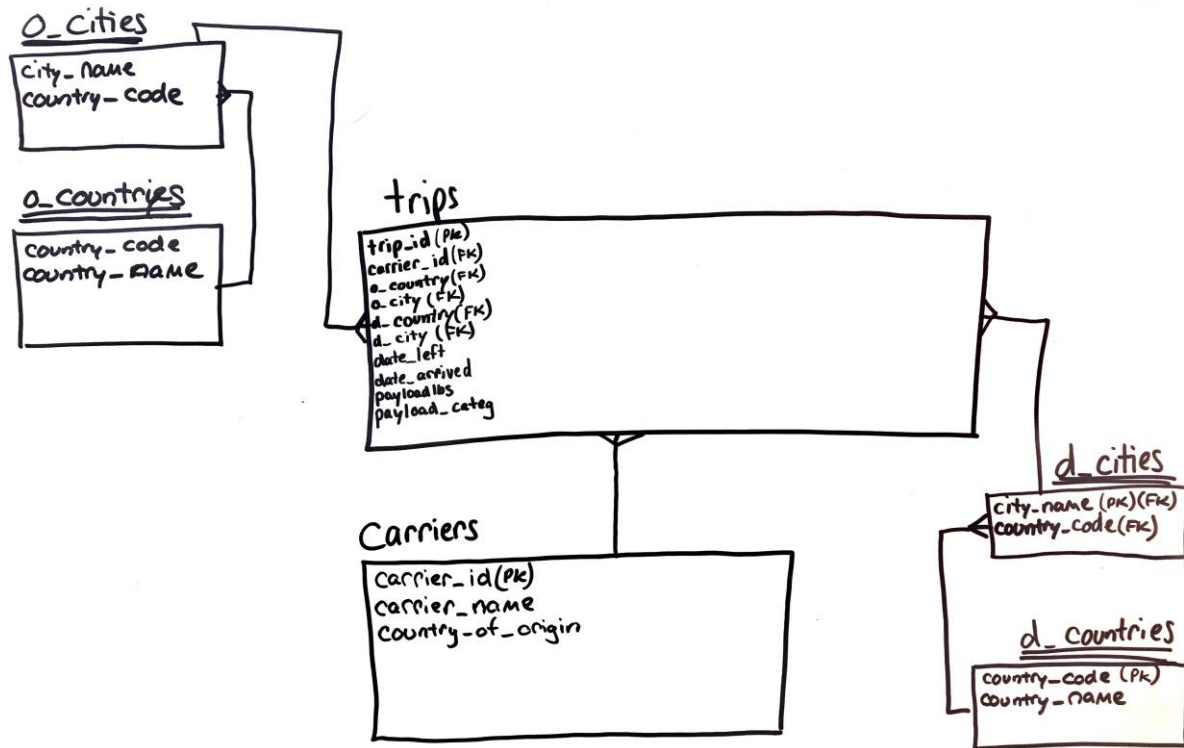 o_cities
city_name
country_code
o_countries
country_code
country_name
trips
trip_id (PK)
carrier_id (FK)
o_country (FK)
o_city (FK)
d_country (FK)
d_city (FK)
date_left
date_arrived
payloadlbs
payload_categ
Carriers
carrier_id (PK)
carrier_name
country_of_origin
d_cities
city_name (PK)(FK)
country_code (FK)
d_countries
country_code (PK)
country_name